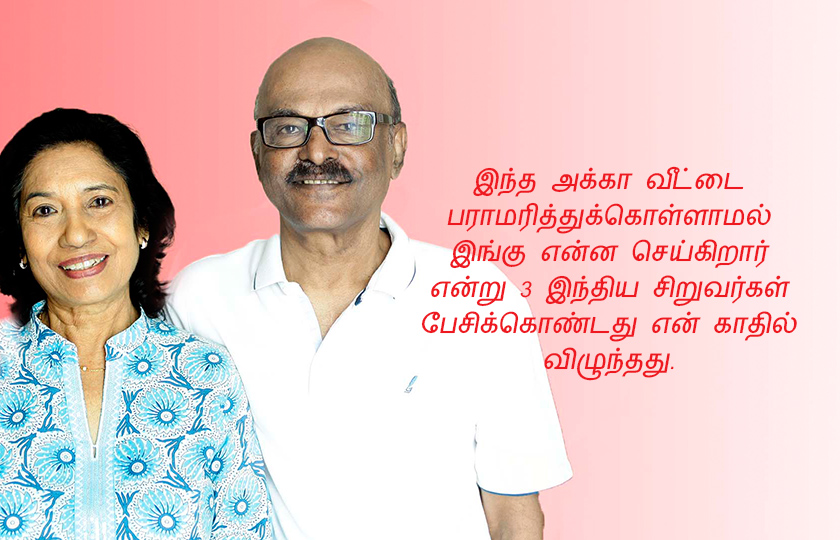 இந்த அக்கா வீட்டை
பராமரித்துக்கொள்ளாமல்
இங்கு என்ன செய்கிறார்
என்று 3 இந்திய சிறுவர்கள்
பேசிக்கொண்டது என் காதில்
விழுந்தது.